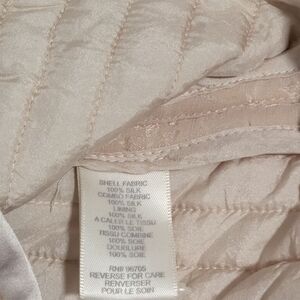 SHELL FABRIC
100% SILK
COMBO FABRIC
100% SILK
LINING
100% SILK
A CALER LE TISSU
100% SOIE
TISSU COMBINE
100% SOIE
DOUBLURE
100% SOIE
RN# 96705
REVERSE FOR CARE
RENVERSER
POUR LE SOIN